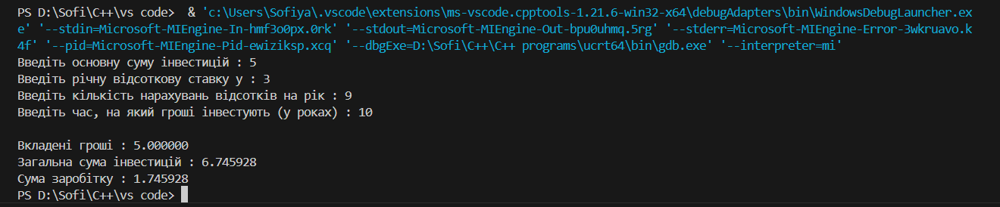 PS D:\Sofi\C++\vs code>  & 'c:\Users\Sofiya\.vscode\extensions\ms-vscode.cpptools-1.21.6-win32-x64\debugAdapters\bin\WindowsDebugLauncher.ex
e' '--stdin=Microsoft-MIEngine-In-hmf3o0px.0rk' '--stdout=Microsoft-MIEngine-Out-bpu0uhmq.5rg' '--stderr=Microsoft-MIEngine-Error-3wkruavo.k
4f' '--pid=Microsoft-MIEngine-Pid-ewiziksp.xcq' '--dbgExe=D:\Sofi\C++\C++ programs\ucrt64\bin\gdb.exe' '--interpreter=mi'
Введіть основну суму інвестицій : 5
Введіть річну відсоткову ставку у : 3
Введіть кількість нарахувань відсотків на рік : 9
Введіть час, на який гроші інвестують (у роках) : 10
Вкладені гроші : 5.000000
Загальна сума інвестицій : 6.745928
Сума заробітку : 1.745928
PS D:\Sofi\C++\vs code>